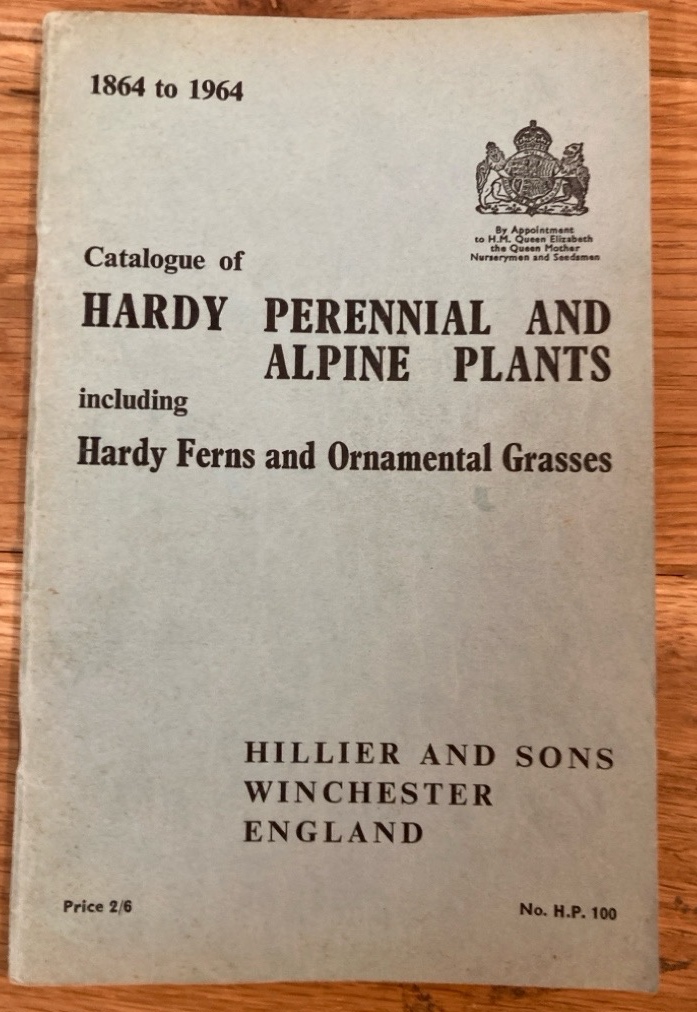 1864 to 1964
By Appointment
to H.M. Queen Elizabeth
the Queen Mother
Nurserymen and Seedsmen
Catalogue of
HARDY PERENNIAL AND
ALPINE PLANTS
including
Hardy Ferns and Ornamental Grasses
HILLIER AND SONS
WINCHESTER
ENGLAND
Price 2/6
No. H.P. 100